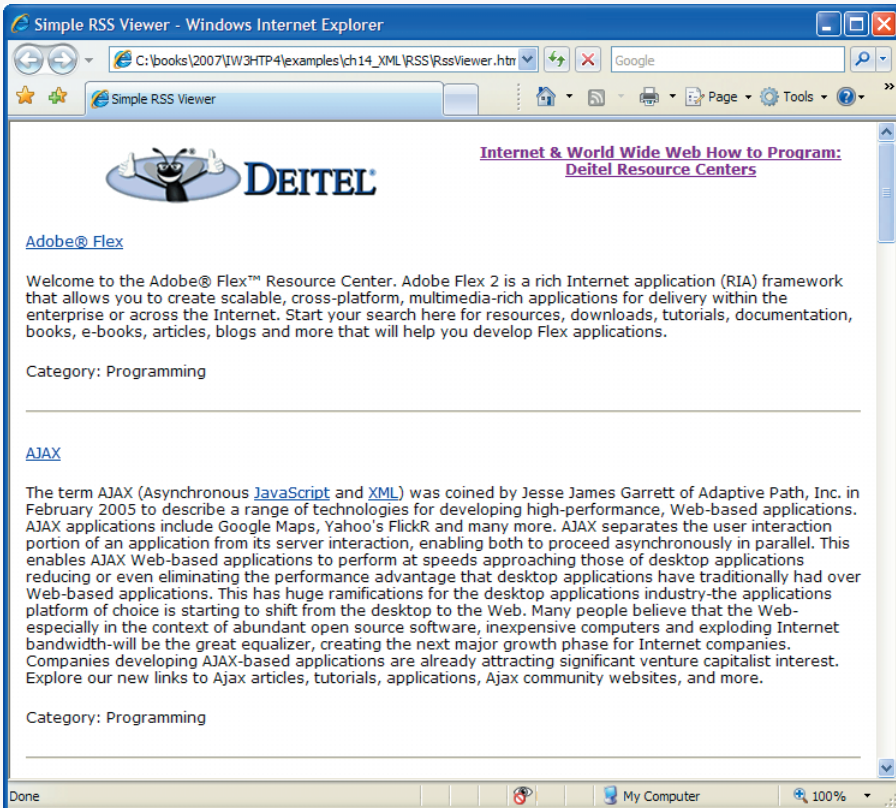 Simple RSS Viewer - Windows Internet Explorer
C:\books\2007\IW3HTP4\examples\ch14_XML\RSS\RssViewer.htm
Google
Simple RSS Viewer
Page
Tools
»
DEITEL
Internet & World Wide Web How to Program:
Deitel Resource Centers
Adobe® Flex
Welcome to the Adobe® Flex™ Resource Center. Adobe Flex 2 is a rich Internet application (RIA) framework
that allows you to create scalable, cross-platform, multimedia-rich applications for delivery within the
enterprise or across the Internet. Start your search here for resources, downloads, tutorials, documentation,
books, e-books, articles, blogs and more that will help you develop Flex applications.
Category: Programming
AJAX
The term AJAX (Asynchronous JavaScript and XML) was coined by Jesse James Garrett of Adaptive Path, Inc. in
February 2005 to describe a range of technologies for developing high-performance, Web-based applications.
AJAX applications include Google Maps, Yahoo's FlickR and many more. AJAX separates the user interaction
portion of an application from its server interaction, enabling both to proceed asynchronously in parallel. This
enables AJAX Web-based applications to perform at speeds approaching those of desktop applications
reducing or even eliminating the performance advantage that desktop applications have traditionally had over
Web-based applications. This has huge ramifications for the desktop applications industry-the applications
platform of choice is starting to shift from the desktop to the Web. Many people believe that the Web-
especially in the context of abundant open source software, inexpensive computers and exploding Internet
bandwidth-will be the great equalizer, creating the next major growth phase for Internet companies.
Companies developing AJAX-based applications are already attracting significant venture capitalist interest.
Explore our new links to Ajax articles, tutorials, applications, Ajax community websites, and more.
Category: Programming
Done
My Computer
100%